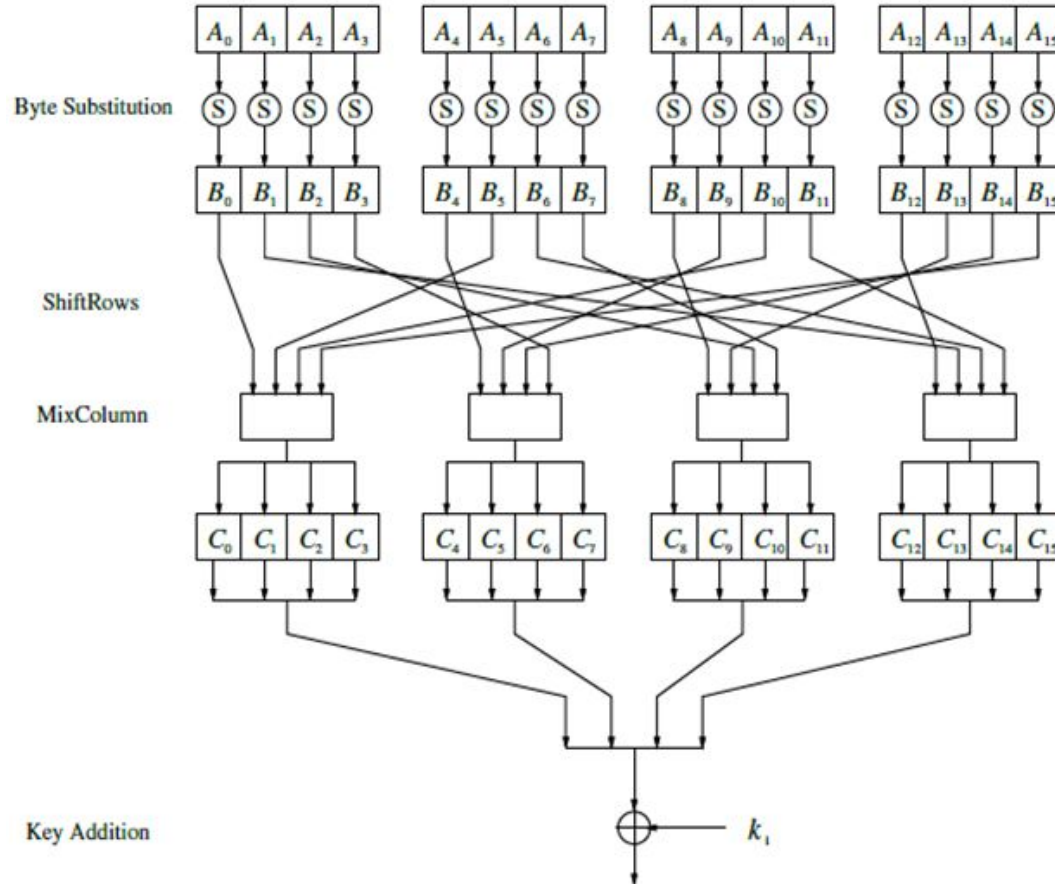 A₀ A₁ A₂ A₃ A₄ A₅ A₆ A₇ A₈ A₉ A₁₀ A₁₁ A₁₂ A₁₃ A₁₄ A₁₅
Byte Substitution S S S S S S S S S S S S S S S S
B₀ B₁ B₂ B₃ B₄ B₅ B₆ B₇ B₈ B₉ B₁₀ B₁₁ B₁₂ B₁₃ B₁₄ B₁₅
ShiftRows
MixColumn
C₀ C₁ C₂ C₃ C₄ C₅ C₆ C₇ C₈ C₉ C₁₀ C₁₁ C₁₂ C₁₃ C₁₄ C₁₅
Key Addition kᵢ